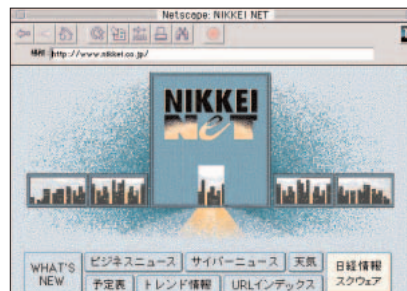 Netscape: NIKKEI NET
http://www.nikkei.co.jp/
NIKKEI
NeT
WHAT'S NEW
ビジネスニュース
サイバーニュース
天気
日経情報スクウェア
予定表
トレンド情報
URLインデックス